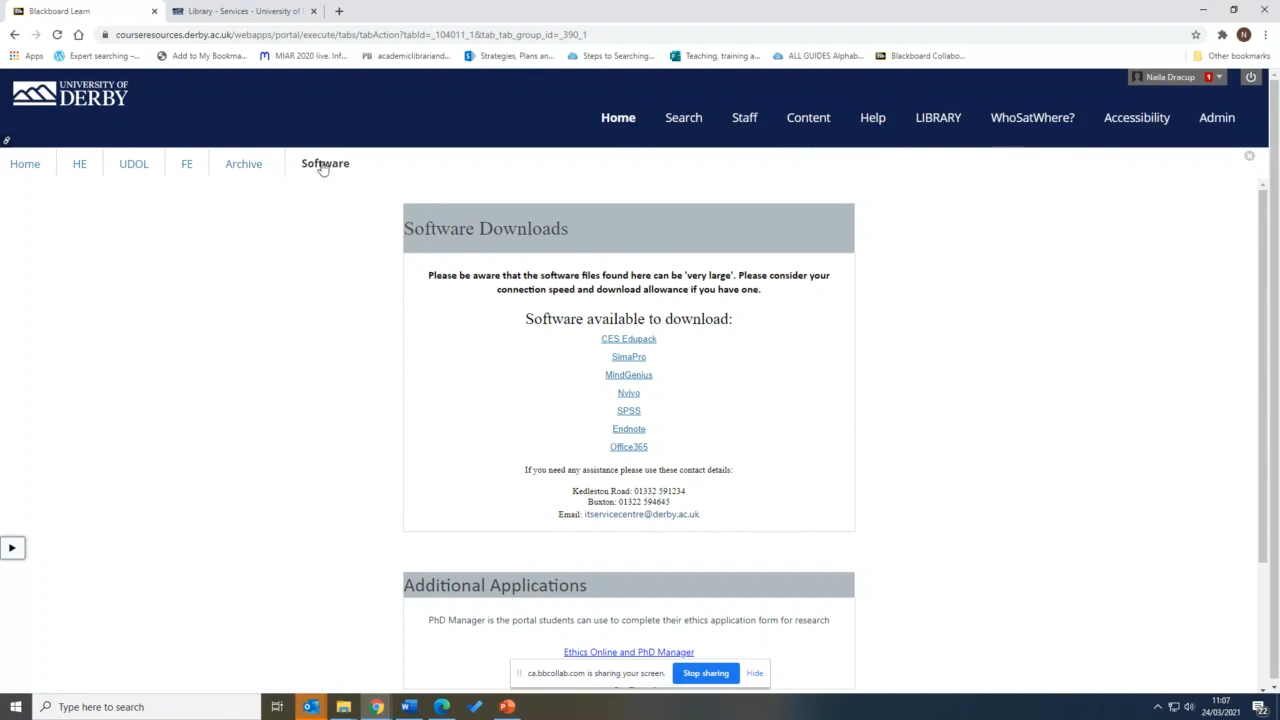 Blackboard Learn
Library - Services - University of
courseresources.derby.ac.uk/webapps/portal/execute/tabs/tabAction?tabId=_104011_1&tab_tab_group_id=_390_1
N
Apps
Expert searching –...
Add to My Bookma...
MIAR 2020 live. Inf...
PB academiclibrariand...
Strategies, Plans an...
Steps to Searching...
Teaching, training a...
ALL GUIDES Alphab...
Blackboard Collabo...
Other bookmarks
UNIVERSITY OF
DERBY
Naila Dracup 1
Home Search Staff Content Help LIBRARY WhoSatWhere? Accessibility Admin
Home HE UDOL FE Archive Software
Software Downloads
Please be aware that the software files found here can be 'very large'. Please consider your
connection speed and download allowance if you have one.
Software available to download:
CES Edupack
SimaPro
MindGenius
Nvivo
SPSS
Endnote
Office365
If you need any assistance please use these contact details:
Kedleston Road: 01332 591234
Buxton: 01322 594645
Email: itservicecentre@derby.ac.uk
Additional Applications
PhD Manager is the portal students can use to complete their ethics application form for research
Ethics Online and PhD Manager
ca.bbcollab.com is sharing your screen. Stop sharing Hide
Type here to search
11:07
24/03/2021
22